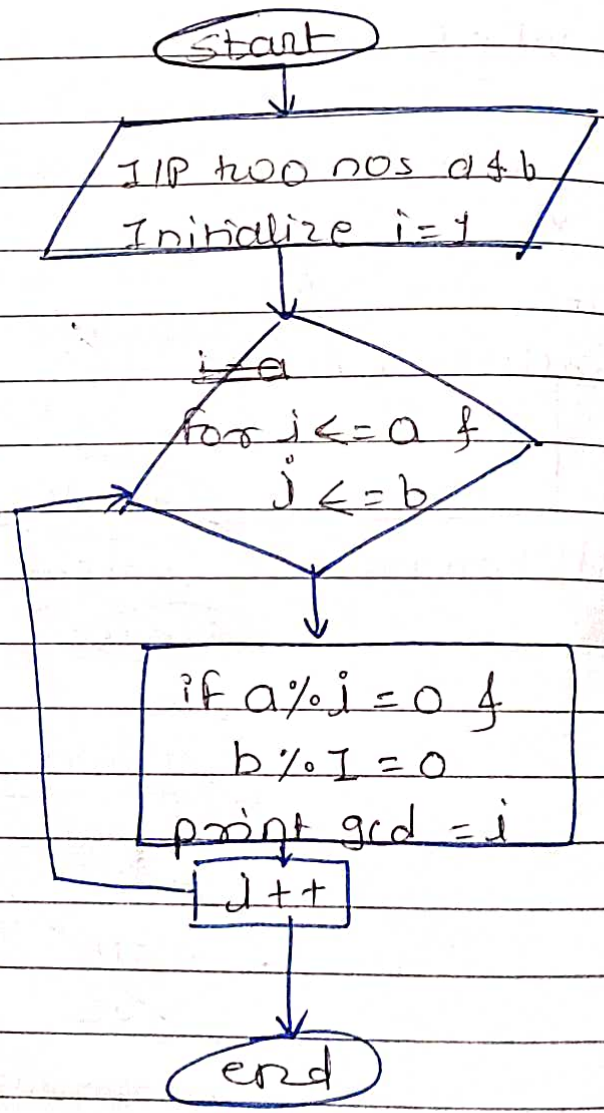 start
I/P two nos a & b
Initialize i=1
i=a
for i<=a &
i<=b
if a%i=0 &
b%I=0
print gcd=i
i++
end